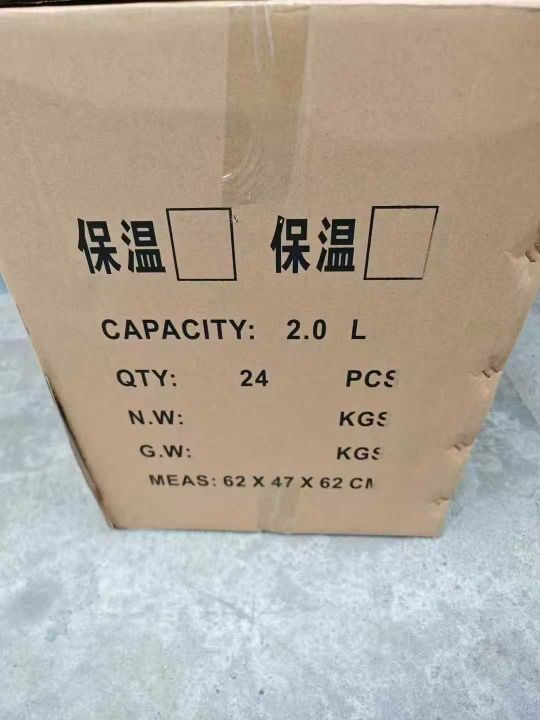 保温 保温
CAPACITY: 2.0 L
QTY: 24 PCS
N.W: KGS
G.W: KGS
MEAS: 62 X 47 X 62 CM